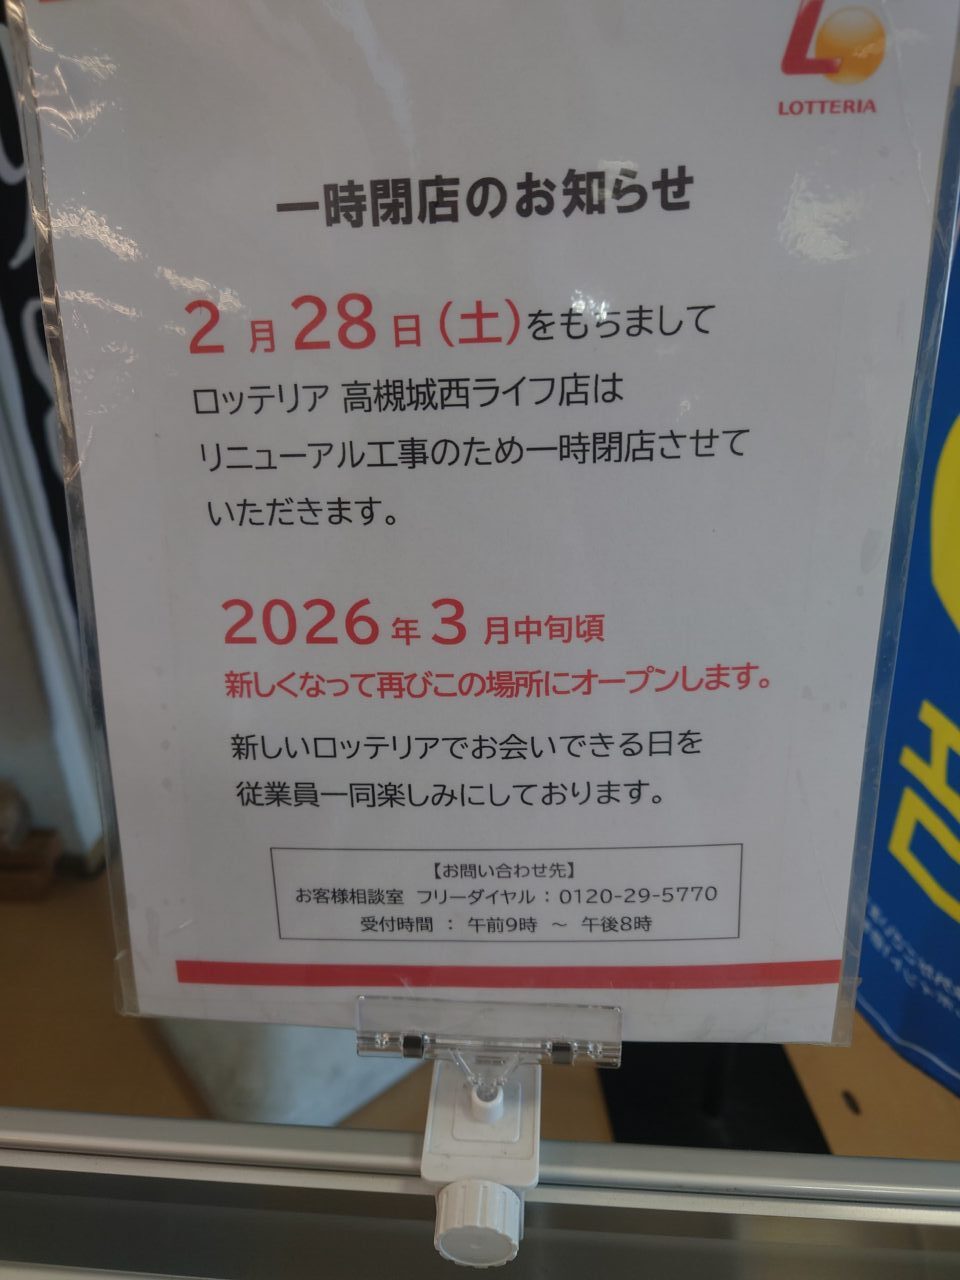 LOTTERIA
一時閉店のお知らせ
2月28日（土）をもちまして
ロッテリア 高槻城西ライフ店は
リニューアル工事のため一時閉店させて
いただきます。
2026年3月中旬頃
新しくなって再びこの場所にオープンします。
新しいロッテリアでお会いできる日を
従業員一同楽しみにしております。
【お問い合わせ先】
お客様相談室 フリーダイヤル：0120-29-5770
受付時間 ： 午前9時 ～ 午後8時